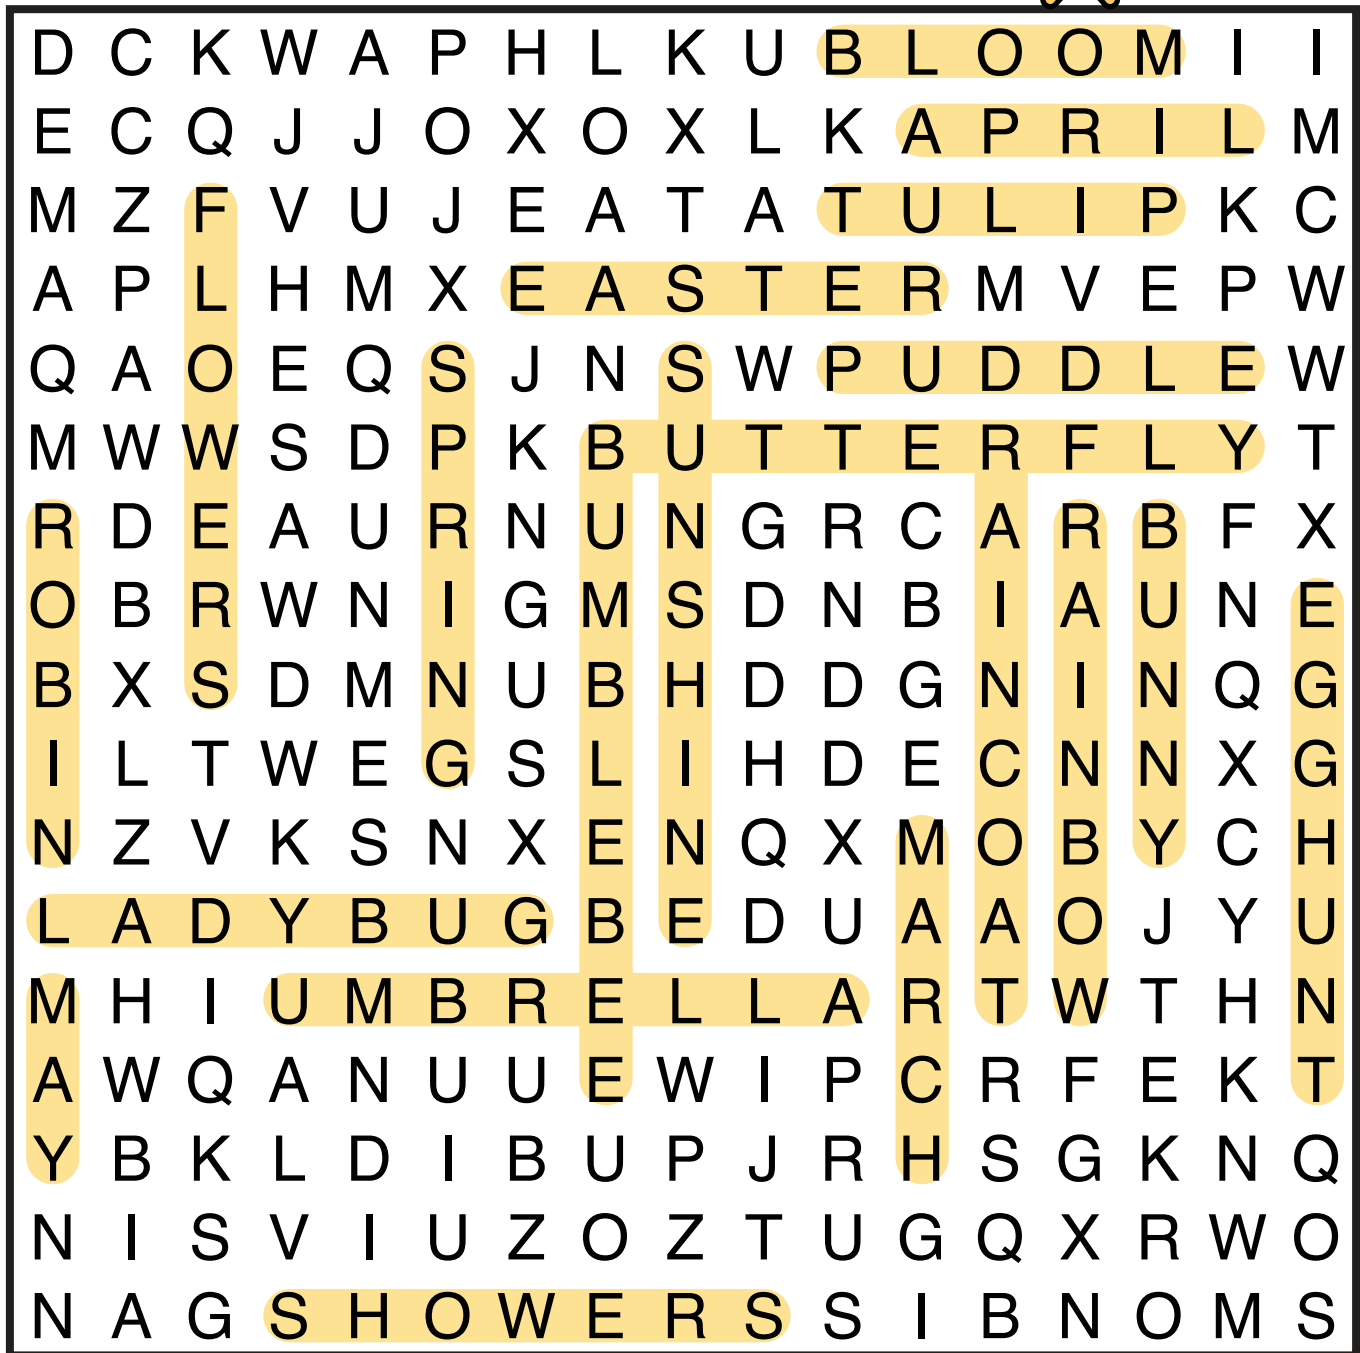 D C K W A P H L K U B L O O M I I
E C Q J J O X O X L K A P R I L M
M Z F V U J E A T A T U L I P K C
A P L H M X E A S T E R M V E P W
Q A O E Q S J N S W P U D D L E W
M W W S D P K B U T T E R F L Y T
R D E A U R N U N G R C A R B F X
O B R W N I G M S D N B I A U N E
B X S D M N U B H D D G N I N Q G
I L T W E G S L I H D E C N N X G
N Z V K S N X E N Q X M O B Y C H
L A D Y B U G B E D U A A O J Y U
M H I U M B R E L L A R T W T H N
A W Q A N U U E W I P C R F E K T
Y B K L D I B U P J R H S G K N Q
N I S V I U Z O Z T U G Q X R W O
N A G S H O W E R S S I B N O M S